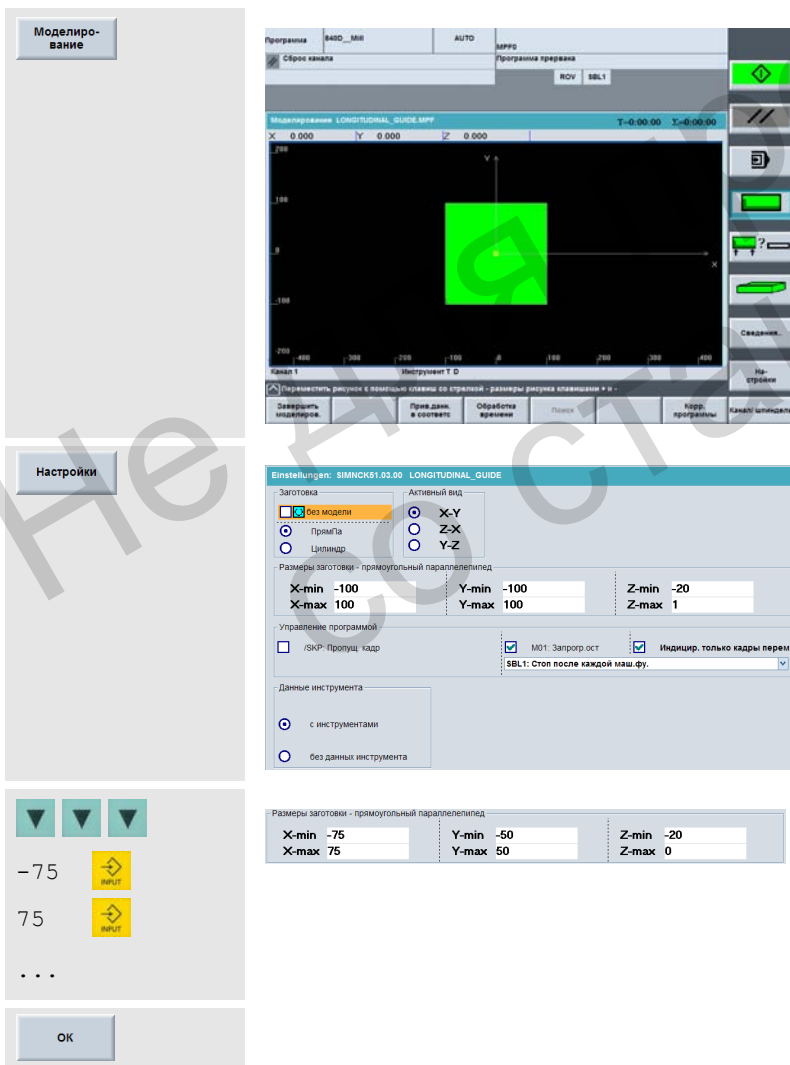 Моделиро-
вание
Программа 840D__Mill AUTO
MPF0
Сброс канала Программа прервана
ROV SBL1
Моделирование LONGITUDINAL_GUIDE.MPF T=0:00:00 Σ=0:00:00
X 0.000 Y 0.000 Z 0.000
200
Y
100
0
X
-100
-200
-400 -300 -200 -100 0 100 200 300 400
Канал 1 Инструмент T D
Переместить рисунок с помощью клавиш со стрелкой - размеры рисунка клавишами + и -
Завершить
моделиров.
Прив.данн.
в соответс
Обработка
времени
Поиск
Корр.
программы
Канал/ шпиндель
?
Сведения..
На-
стройки
Настройки
Einstellungen: SIMNCK51.03.00 LONGITUDINAL_GUIDE
Заготовка Активный вид
без модели X-Y
ПрямПа Z-X
Цилиндр Y-Z
Размеры заготовки - прямоугольный параллелепипед
X-min -100 Y-min -100 Z-min -20
X-max 100 Y-max 100 Z-max 1
Управление программой
/SKP: Пропущ. кадр M01: Запрогр.ост Индицир. только кадры перем
SBL1: Стоп после каждой маш.фу.
Данные инструмента
с инструментами
без данных инструмента
Размеры заготовки - прямоугольный параллелепипед
X-min -75 Y-min -50 Z-min -20
X-max 75 Y-max 50 Z-max 0
-75 INPUT
75 INPUT
...
ОК